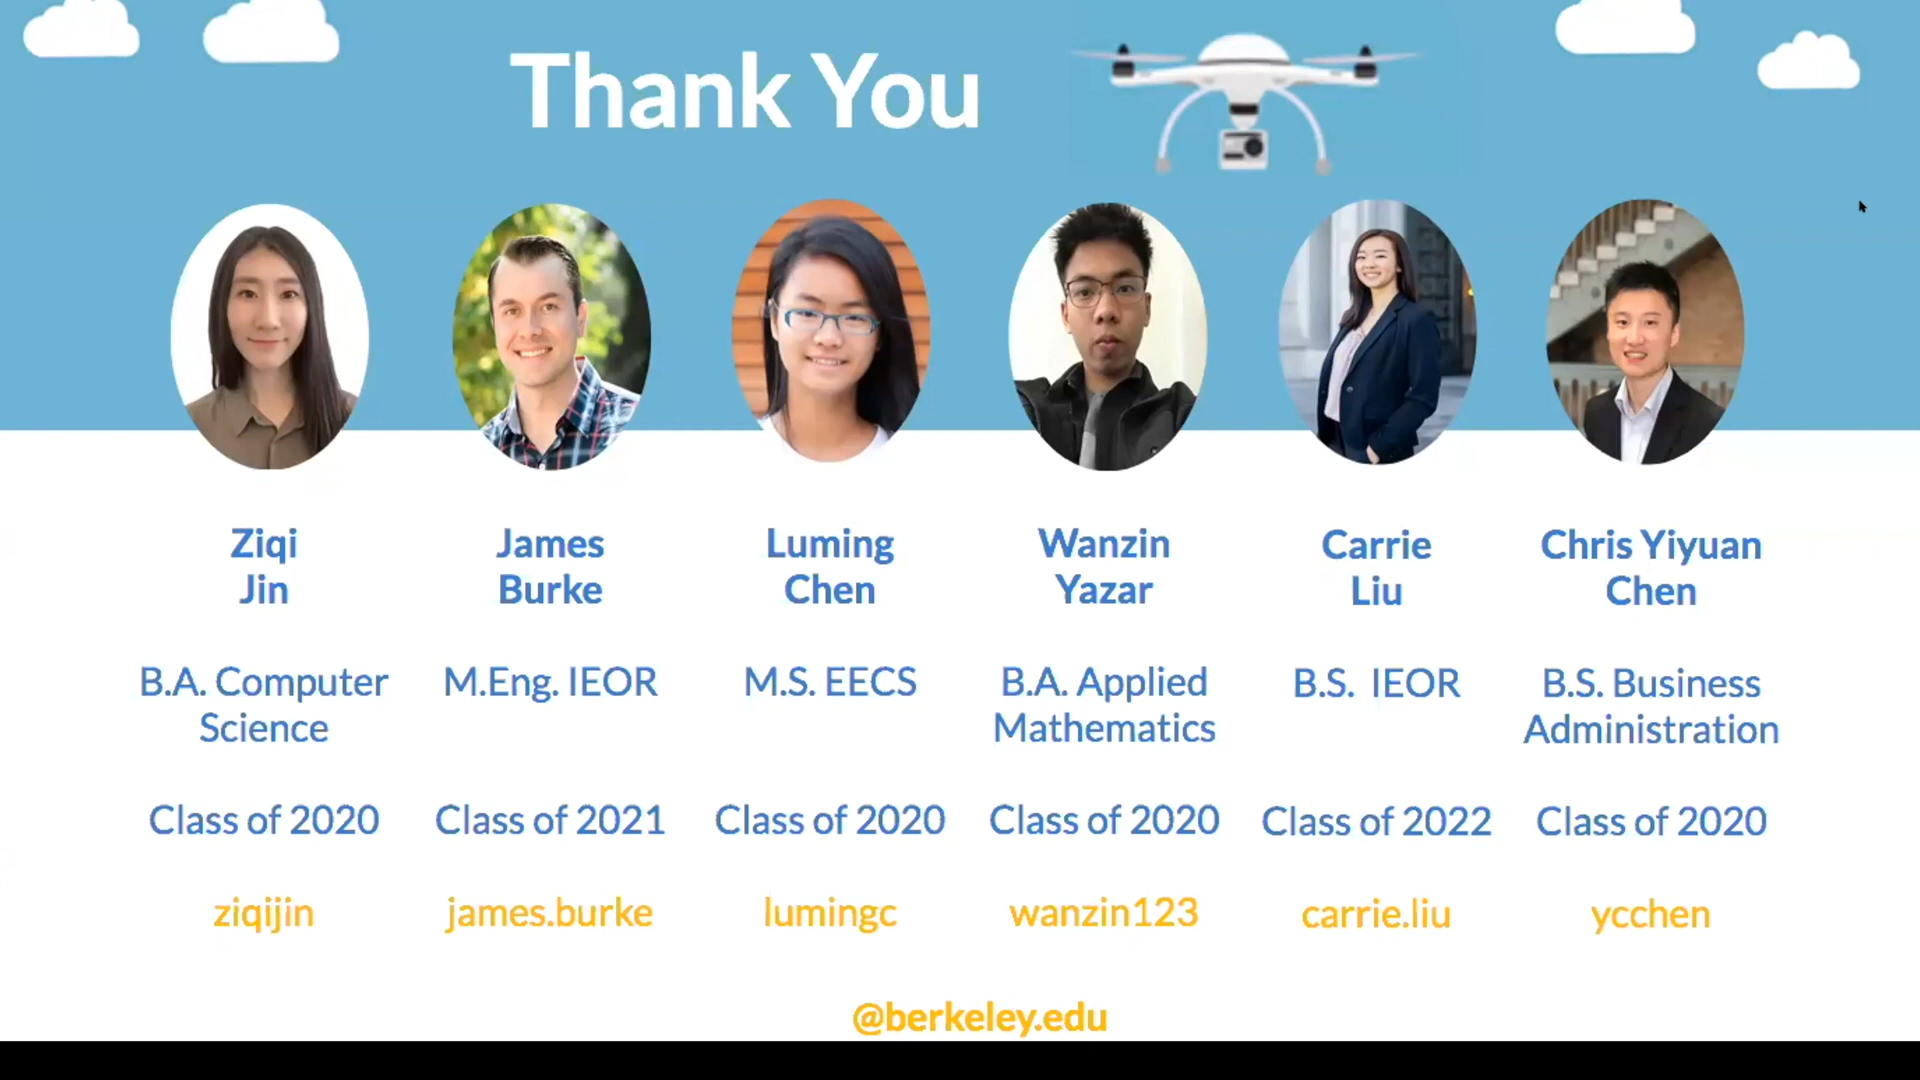 Thank You
Ziqi
Jin
B.A. Computer
Science
Class of 2020
ziqijin
James
Burke
M.Eng. IEOR
Class of 2021
james.burke
Luming
Chen
M.S. EECS
Class of 2020
lumingc
Wanzin
Yazar
B.A. Applied
Mathematics
Class of 2020
wanzin123
Carrie
Liu
B.S. IEOR
Class of 2022
carrie.liu
Chris Yiyuan
Chen
B.S. Business
Administration
Class of 2020
ycchen
@berkeley.edu